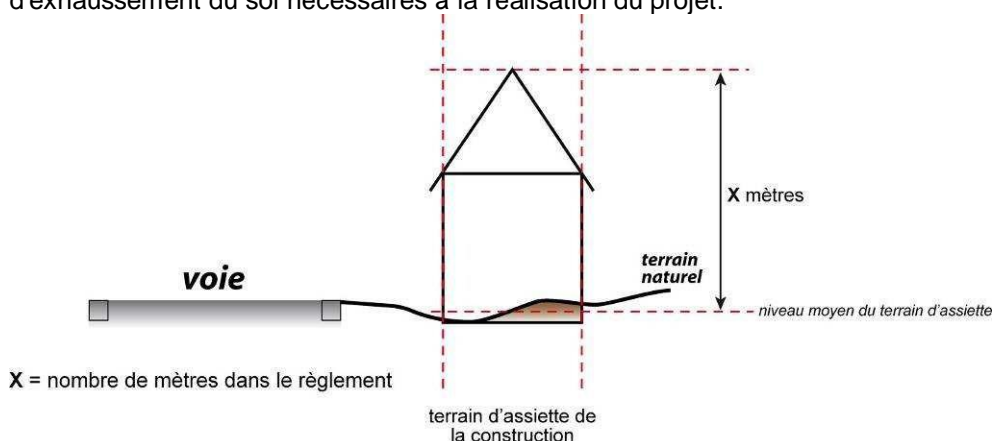 d'exhaussement du sol nécessaires à la réalisation du projet.
X mètres
terrain
naturel
voie
niveau moyen du terrain d'assiette
X = nombre de mètres dans le règlement
terrain d'assiette de
la construction